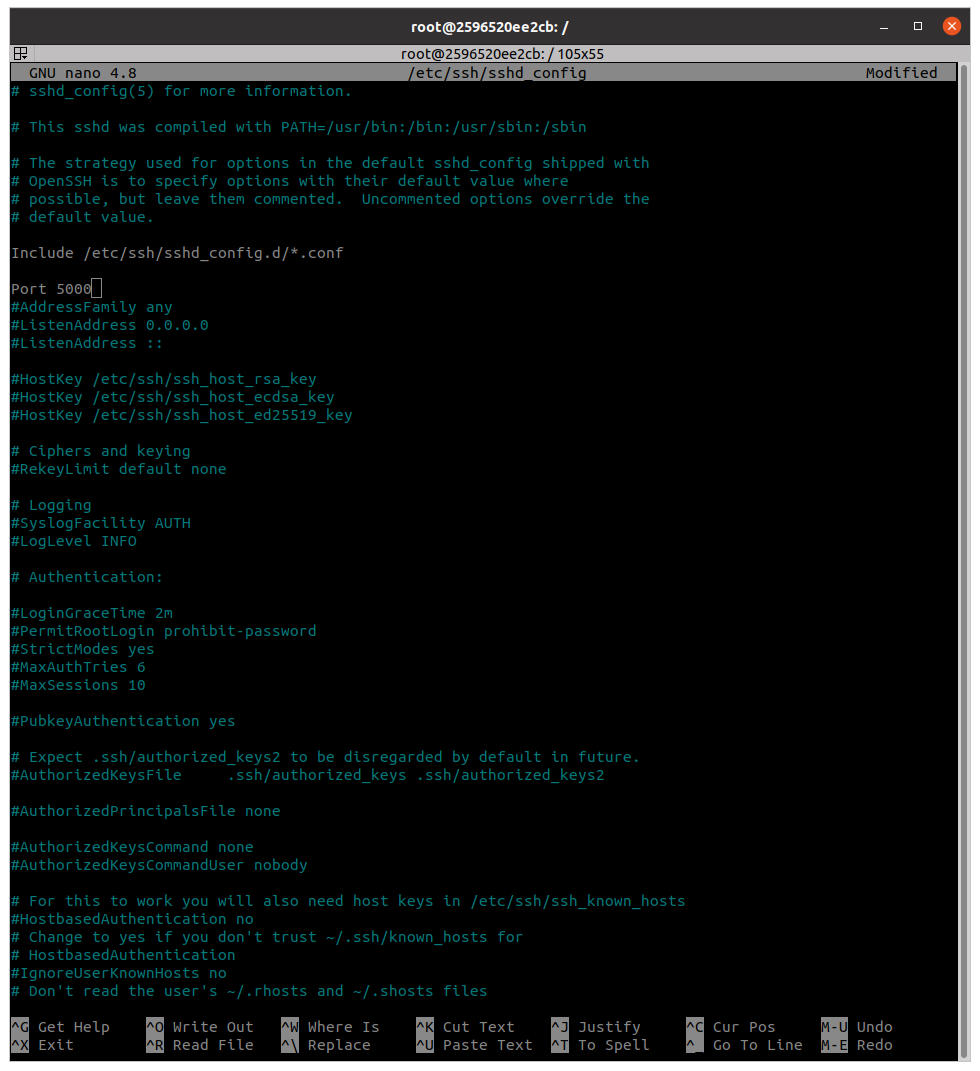 root@2596520ee2cb: /
root@2596520ee2cb: / 105x55
GNU nano 4.8 /etc/ssh/sshd_config Modified
# sshd_config(5) for more information.
# This sshd was compiled with PATH=/usr/bin:/bin:/usr/sbin:/sbin
# The strategy used for options in the default sshd_config shipped with
# OpenSSH is to specify options with their default value where
# possible, but leave them commented.  Uncommented options override the
# default value.
Include /etc/ssh/sshd_config.d/*.conf
Port 5000
#AddressFamily any
#ListenAddress 0.0.0.0
#ListenAddress ::
#HostKey /etc/ssh/ssh_host_rsa_key
#HostKey /etc/ssh/ssh_host_ecdsa_key
#HostKey /etc/ssh/ssh_host_ed25519_key
# Ciphers and keying
#RekeyLimit default none
# Logging
#SyslogFacility AUTH
#LogLevel INFO
# Authentication:
#LoginGraceTime 2m
#PermitRootLogin prohibit-password
#StrictModes yes
#MaxAuthTries 6
#MaxSessions 10
#PubkeyAuthentication yes
# Expect .ssh/authorized_keys2 to be disregarded by default in future.
#AuthorizedKeysFile     .ssh/authorized_keys .ssh/authorized_keys2
#AuthorizedPrincipalsFile none
#AuthorizedKeysCommand none
#AuthorizedKeysCommandUser nobody
# For this to work you will also need host keys in /etc/ssh/ssh_known_hosts
#HostbasedAuthentication no
# Change to yes if you don't trust ~/.ssh/known_hosts for
# HostbasedAuthentication
#IgnoreUserKnownHosts no
# Don't read the user's ~/.rhosts and ~/.shosts files
^G Get Help ^O Write Out ^W Where Is ^K Cut Text ^J Justify ^C Cur Pos M-U Undo
^X Exit ^R Read File ^\ Replace ^U Paste Text ^T To Spell ^_ Go To Line M-E Redo